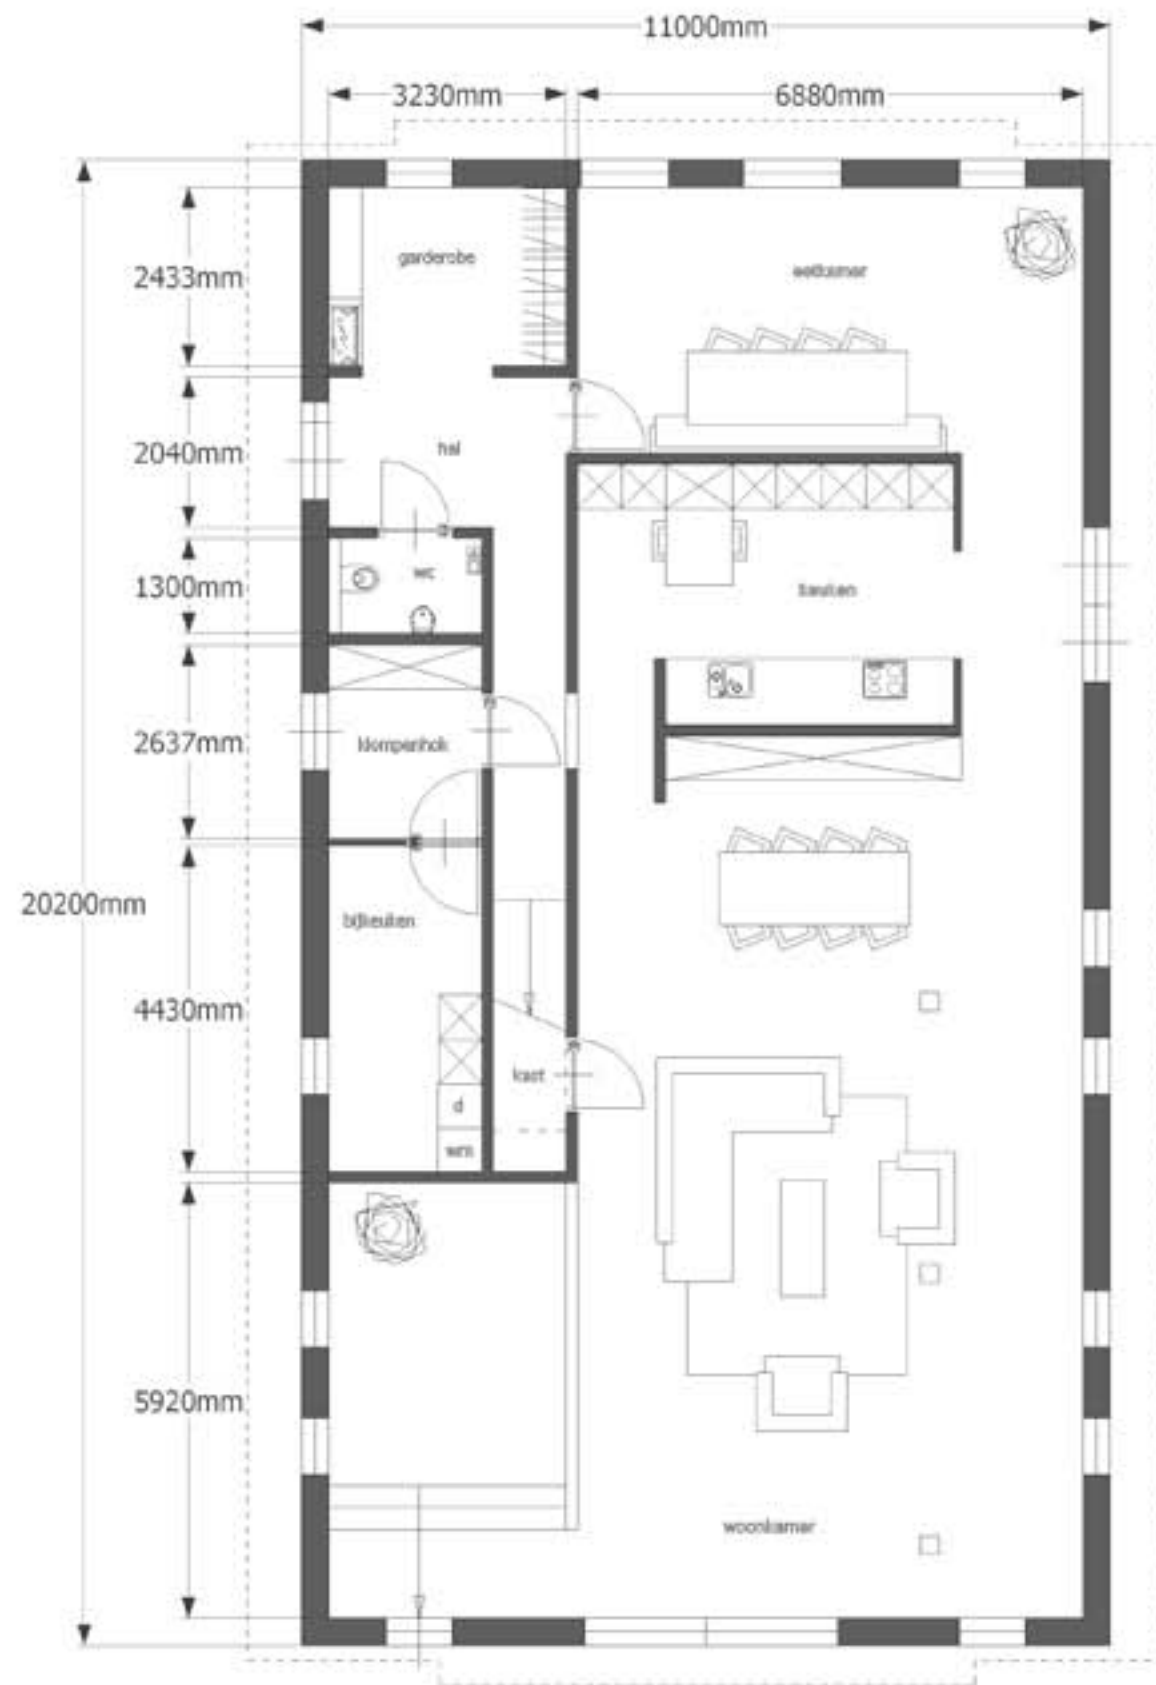 11000mm
3230mm
6880mm
garderobe
2433mm
eetkamer
2040mm
hal
1300mm
wc
keuken
2637mm
klompenhok
20200mm
bijkeuken
4430mm
kast
d
wm
5920mm
woonkamer